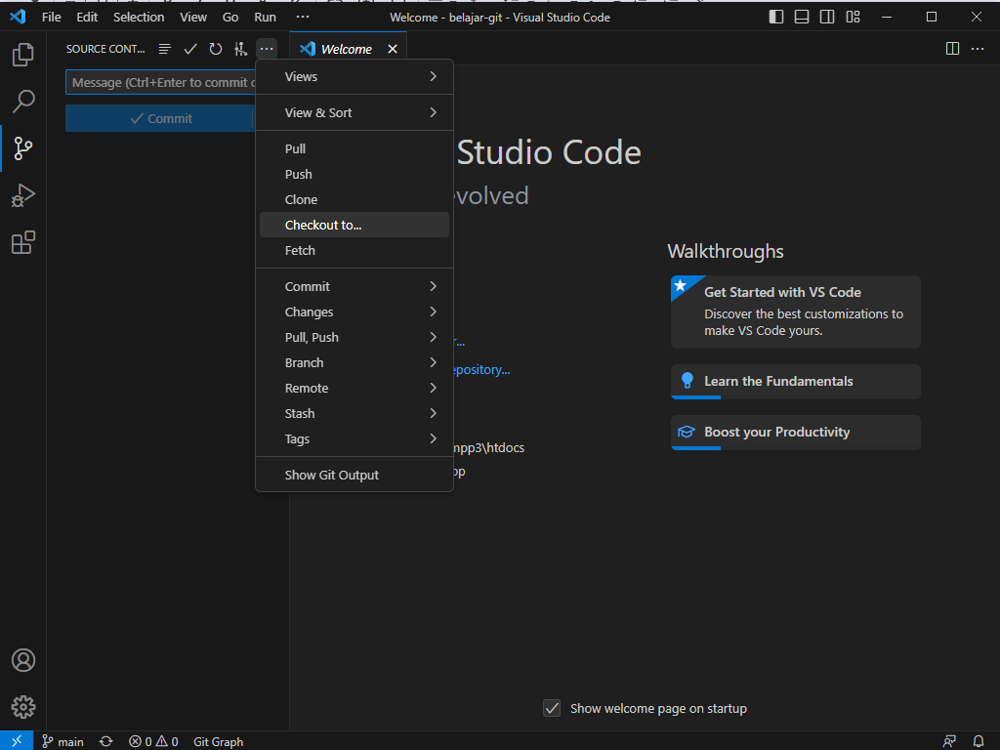 File Edit Selection View Go Run ··· Welcome - belajar-git - Visual Studio Code
SOURCE CONT... Welcome
Message (Ctrl+Enter to commit
Commit
Views
View & Sort
Pull
Push
Clone
Checkout to...
Fetch
Commit
Changes
Pull, Push
Branch
Remote
Stash
Tags
Show Git Output
Studio Code
evolved
r...
epository...
mpp3\htdocs
pp
Walkthroughs
Get Started with VS Code
Discover the best customizations to
make VS Code yours.
Learn the Fundamentals
Boost your Productivity
Show welcome page on startup
main 0 0 Git Graph